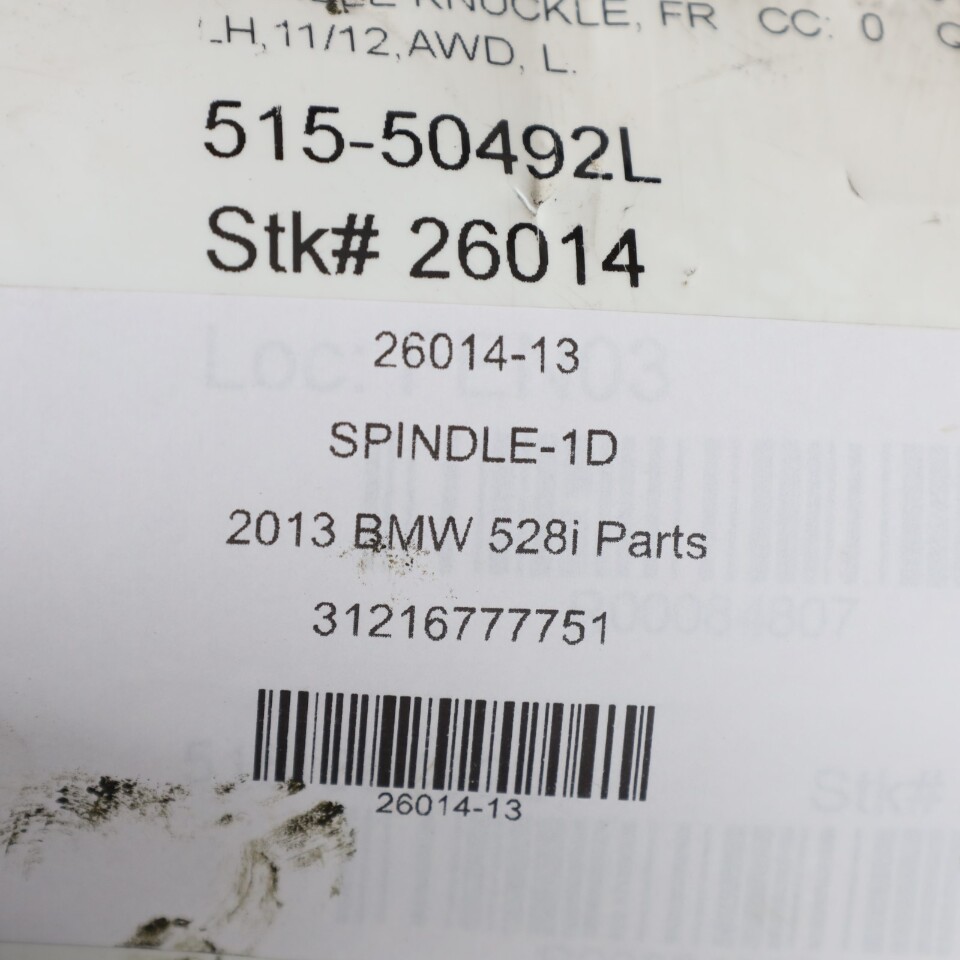 KNUCKLE, FR CC: 0
LH, 11/12, AWD, L.
515-50492L
Stk# 26014
26014-13
SPINDLE-1D
2013 BMW 528i Parts
31216777751
26014-13
Stk#